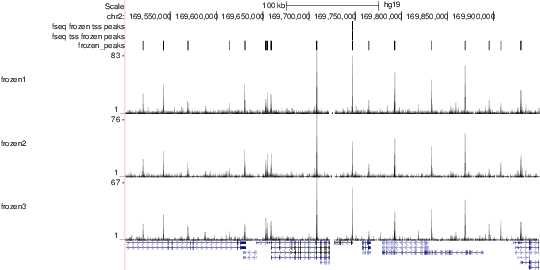 Scale 100 kb hg19
chr2: 169,550,000 169,600,000 169,650,000 169,700,000 169,750,000 169,800,000 169,850,000 169,900,000
fseq frozen tss peaks
fseq tss frozen peaks
frozen_peaks
83
frozen1
1
76
frozen2
1
67
frozen3
1